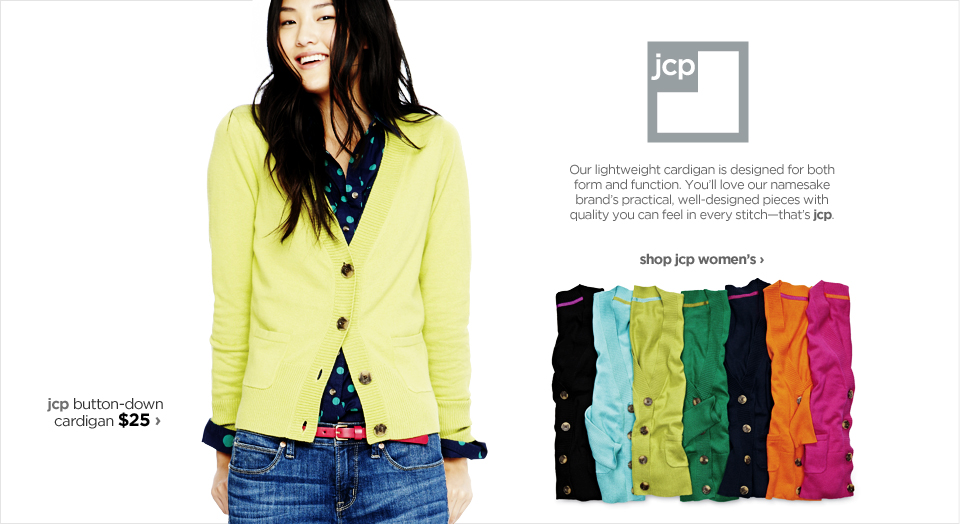 jcp
Our lightweight cardigan is designed for both
form and function. You'll love our namesake
brand's practical, well-designed pieces with
quality you can feel in every stitch—that's jcp.
shop jcp women's ›
jcp button-down
cardigan $25 ›